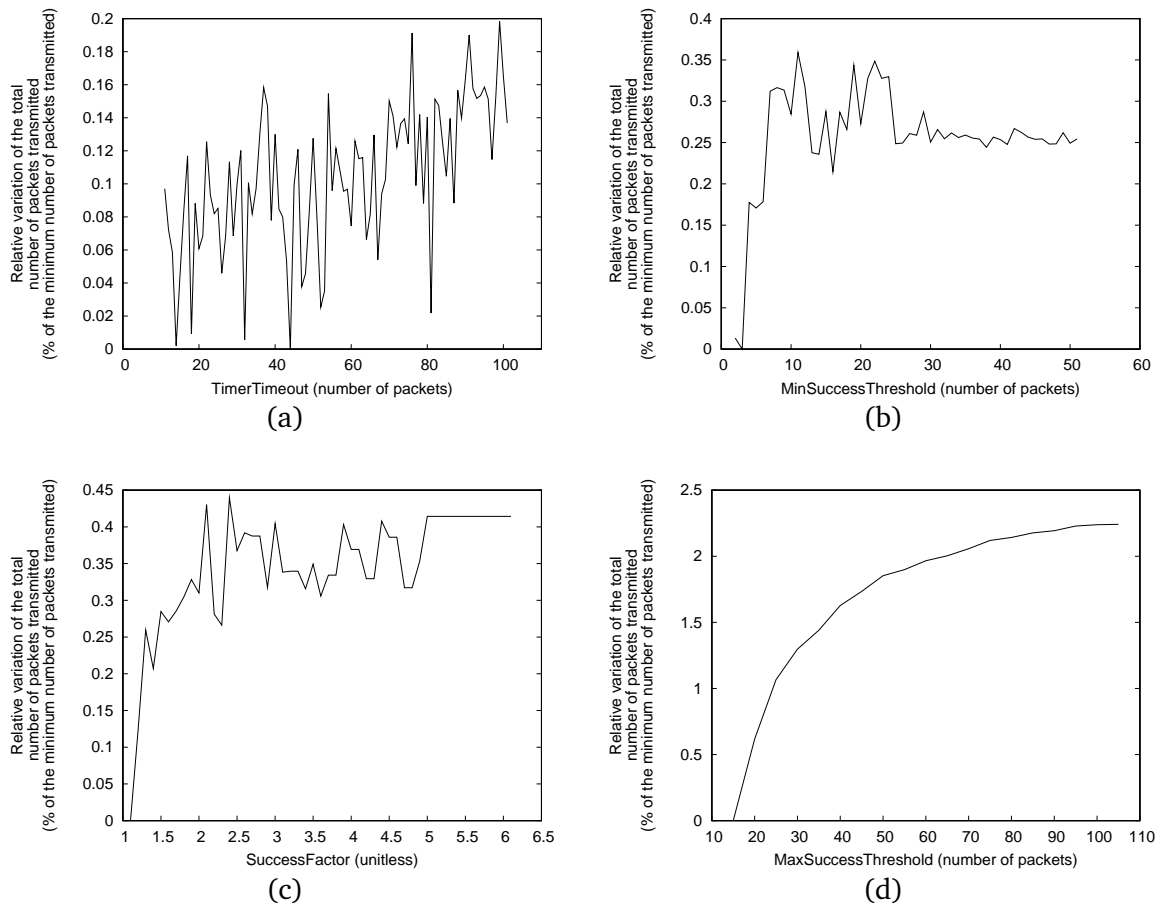 Relative variation of the total
number of packets transmitted
(% of the minimum number of packets transmitted)
0.2
0.18
0.16
0.14
0.12
0.1
0.08
0.06
0.04
0.02
0
0 20 40 60 80 100
TimerTimeout (number of packets)
(a)
Relative variation of the total
number of packets transmitted
(% of the minimum number of packets transmitted)
0.4
0.35
0.3
0.25
0.2
0.15
0.1
0.05
0
0 10 20 30 40 50 60
MinSuccessThreshold (number of packets)
(b)
Relative variation of the total
number of packets transmitted
(% of the minimum number of packets transmitted)
0.45
0.4
0.35
0.3
0.25
0.2
0.15
0.1
0.05
0
1 1.5 2 2.5 3 3.5 4 4.5 5 5.5 6 6.5
SuccessFactor (unitless)
(c)
Relative variation of the total
number of packets transmitted
(% of the minimum number of packets transmitted)
2.5
2
1.5
1
0.5
0
10 20 30 40 50 60 70 80 90 100 110
MaxSuccessThreshold (number of packets)
(d)